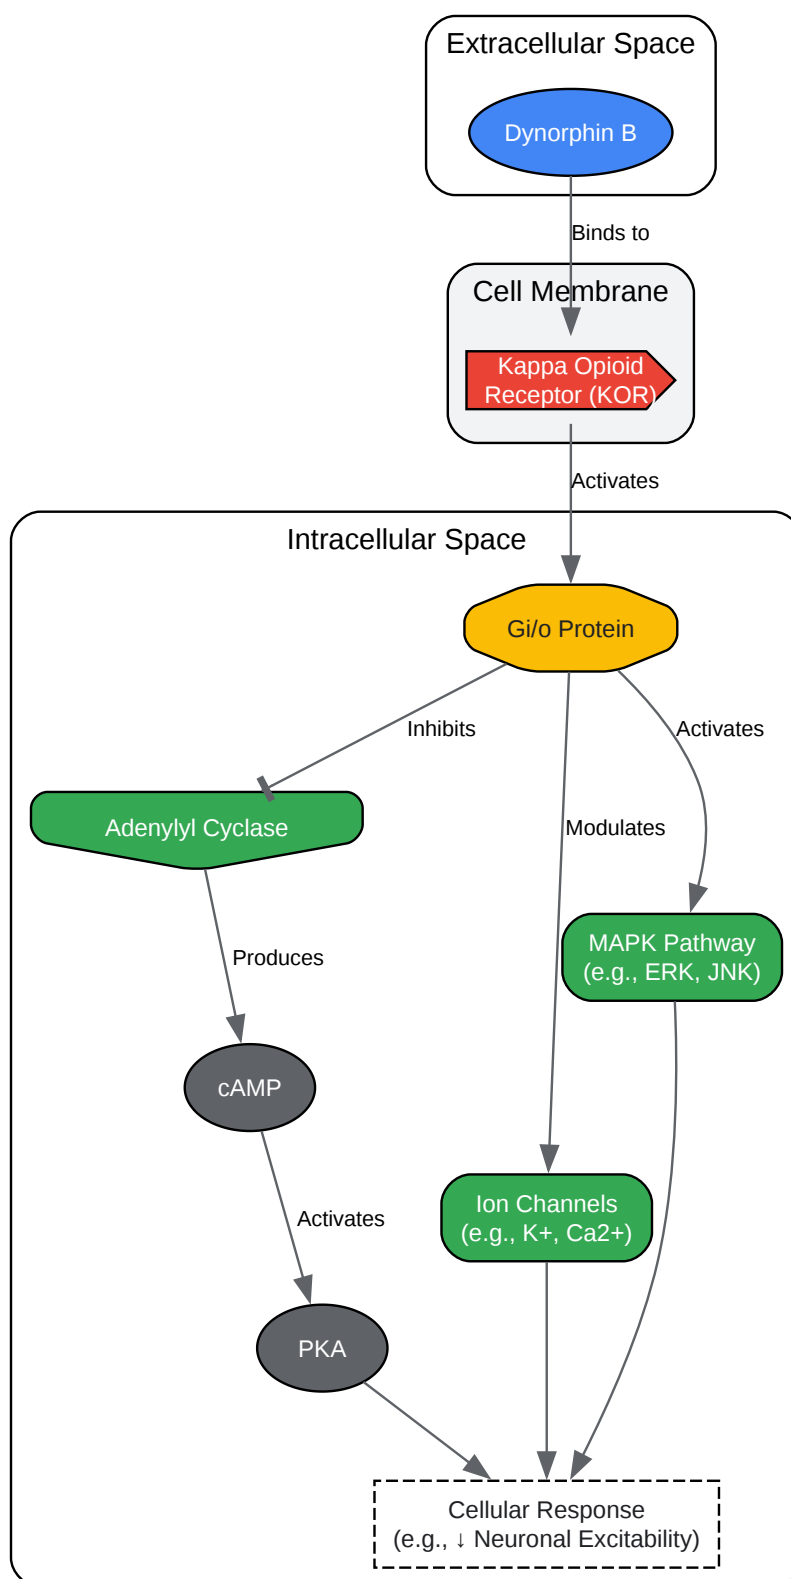 Extracellular Space
Dynorphin B
Binds to
Cell Membrane
Kappa Opioid
Receptor (KOR)
Activates
Intracellular Space
Gi/o Protein
Inhibits
Activates
Modulates
Adenylyl Cyclase
MAPK Pathway
(e.g., ERK, JNK)
Produces
cAMP
Activates
Ion Channels
(e.g., K+, Ca2+)
PKA
Cellular Response
(e.g., ↓ Neuronal Excitability)